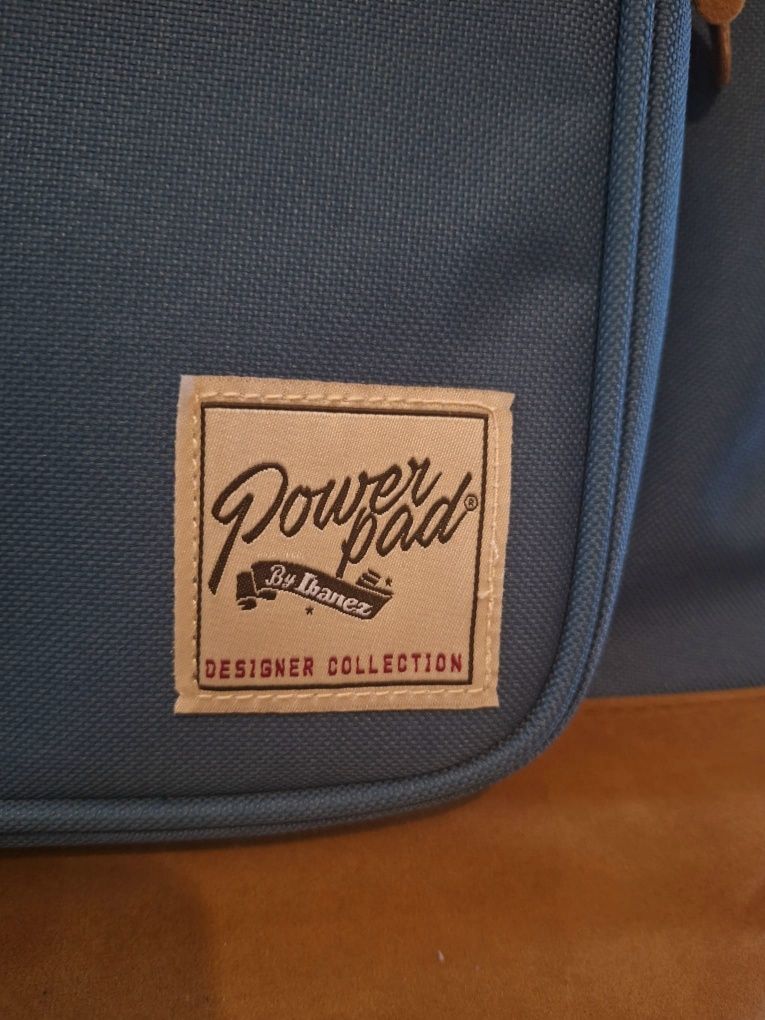 Power
pad®
By Ibanez
DESIGNER COLLECTION